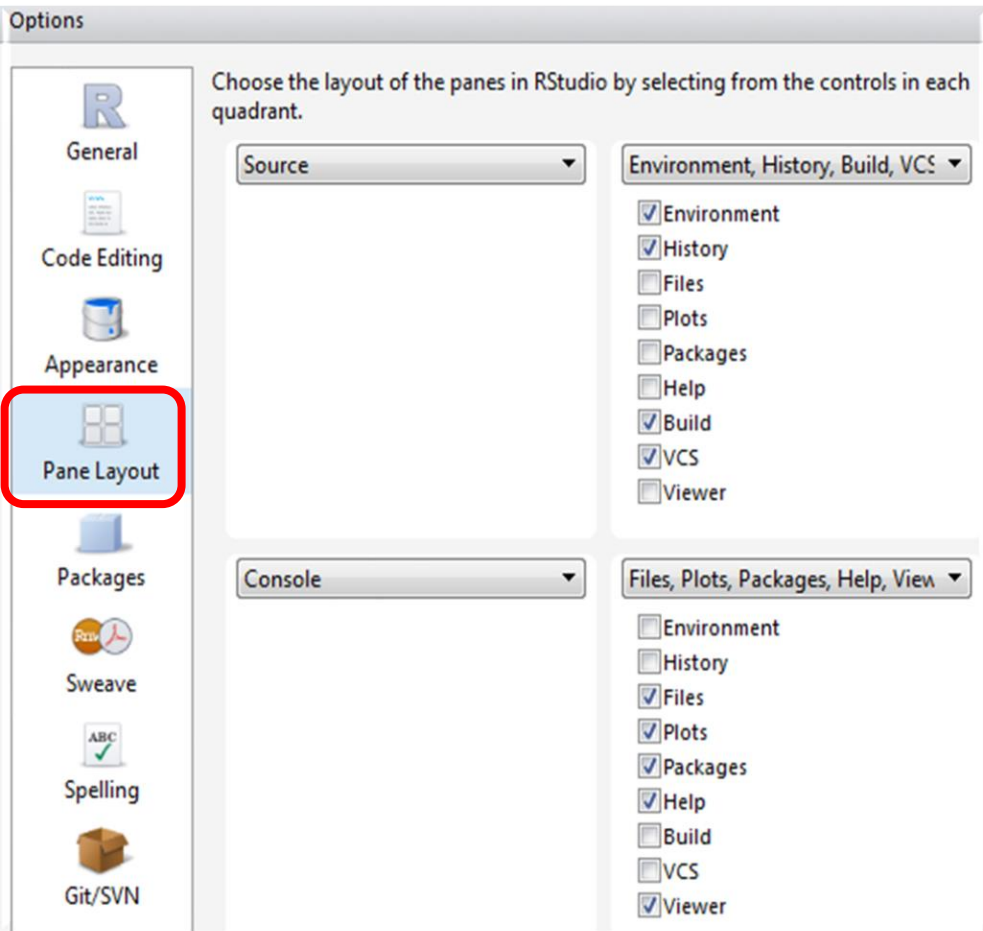 Options
Choose the layout of the panes in RStudio by selecting from the controls in each
quadrant.
R
General
Code Editing
Appearance
Pane Layout
Packages
Rnw
Sweave
ABC
Spelling
Git/SVN
Source
Environment, History, Build, VCS
Environment
History
Files
Plots
Packages
Help
Build
VCS
Viewer
Console
Files, Plots, Packages, Help, View
Environment
History
Files
Plots
Packages
Help
Build
VCS
Viewer